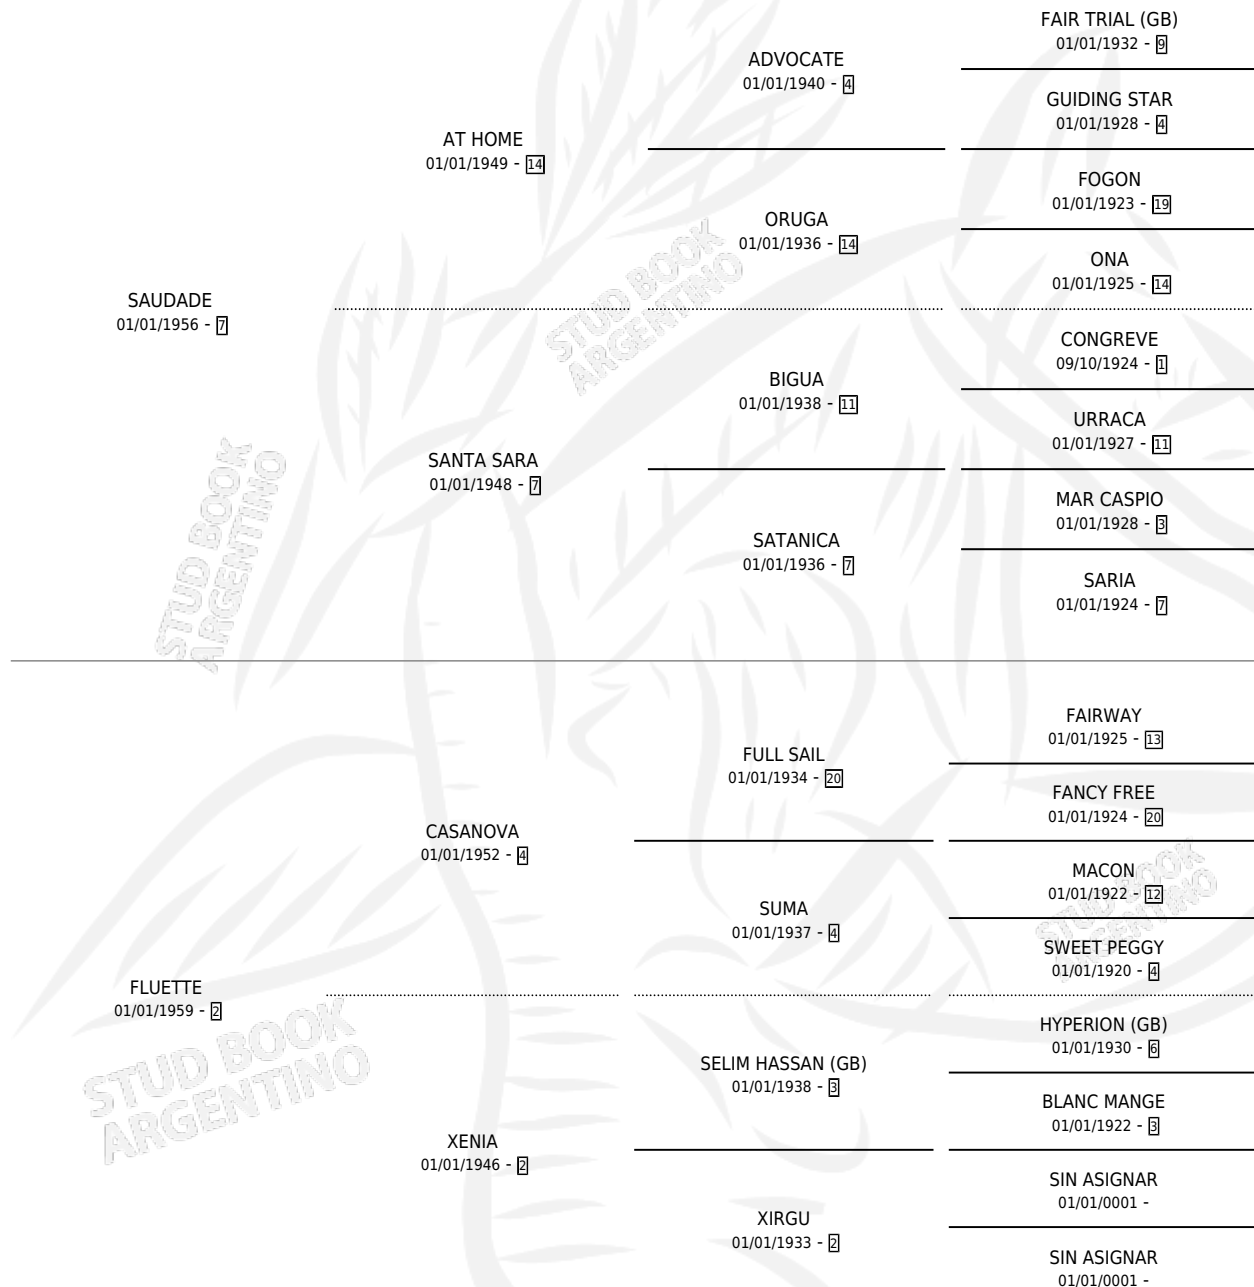 FAIR TRIAL (GB)
01/01/1932 - 9
ADVOCATE
01/01/1940 - 4
GUIDING STAR
01/01/1928 - 4
AT HOME
01/01/1949 - 14
FOGON
01/01/1923 - 19
ORUGA
01/01/1936 - 14
ONA
01/01/1925 - 14
SAUDADE
01/01/1956 - 7
CONGREVE
09/10/1924 - 1
BIGUA
01/01/1938 - 11
URRACA
01/01/1927 - 11
SANTA SARA
01/01/1948 - 7
MAR CASPIO
01/01/1928 - 3
SATANICA
01/01/1936 - 7
SARIA
01/01/1924 - 7
FAIRWAY
01/01/1925 - 13
FULL SAIL
01/01/1934 - 20
FANCY FREE
01/01/1924 - 20
CASANOVA
01/01/1952 - 4
MACON
01/01/1922 - 12
SUMA
01/01/1937 - 4
SWEET PEGGY
01/01/1920 - 4
FLUETTE
01/01/1959 - 2
HYPERION (GB)
01/01/1930 - 6
SELIM HASSAN (GB)
01/01/1938 - 3
BLANC MANGE
01/01/1922 - 3
XENIA
01/01/1946 - 2
SIN ASIGNAR
01/01/0001 -
XIRGU
01/01/1933 - 2
SIN ASIGNAR
01/01/0001 -
STUD BOOK
ARGENTINO
STUD BOOK
ARGENTINO
STUD BOOK
ARGENTINO
STUD BOOK
ARGENTINO